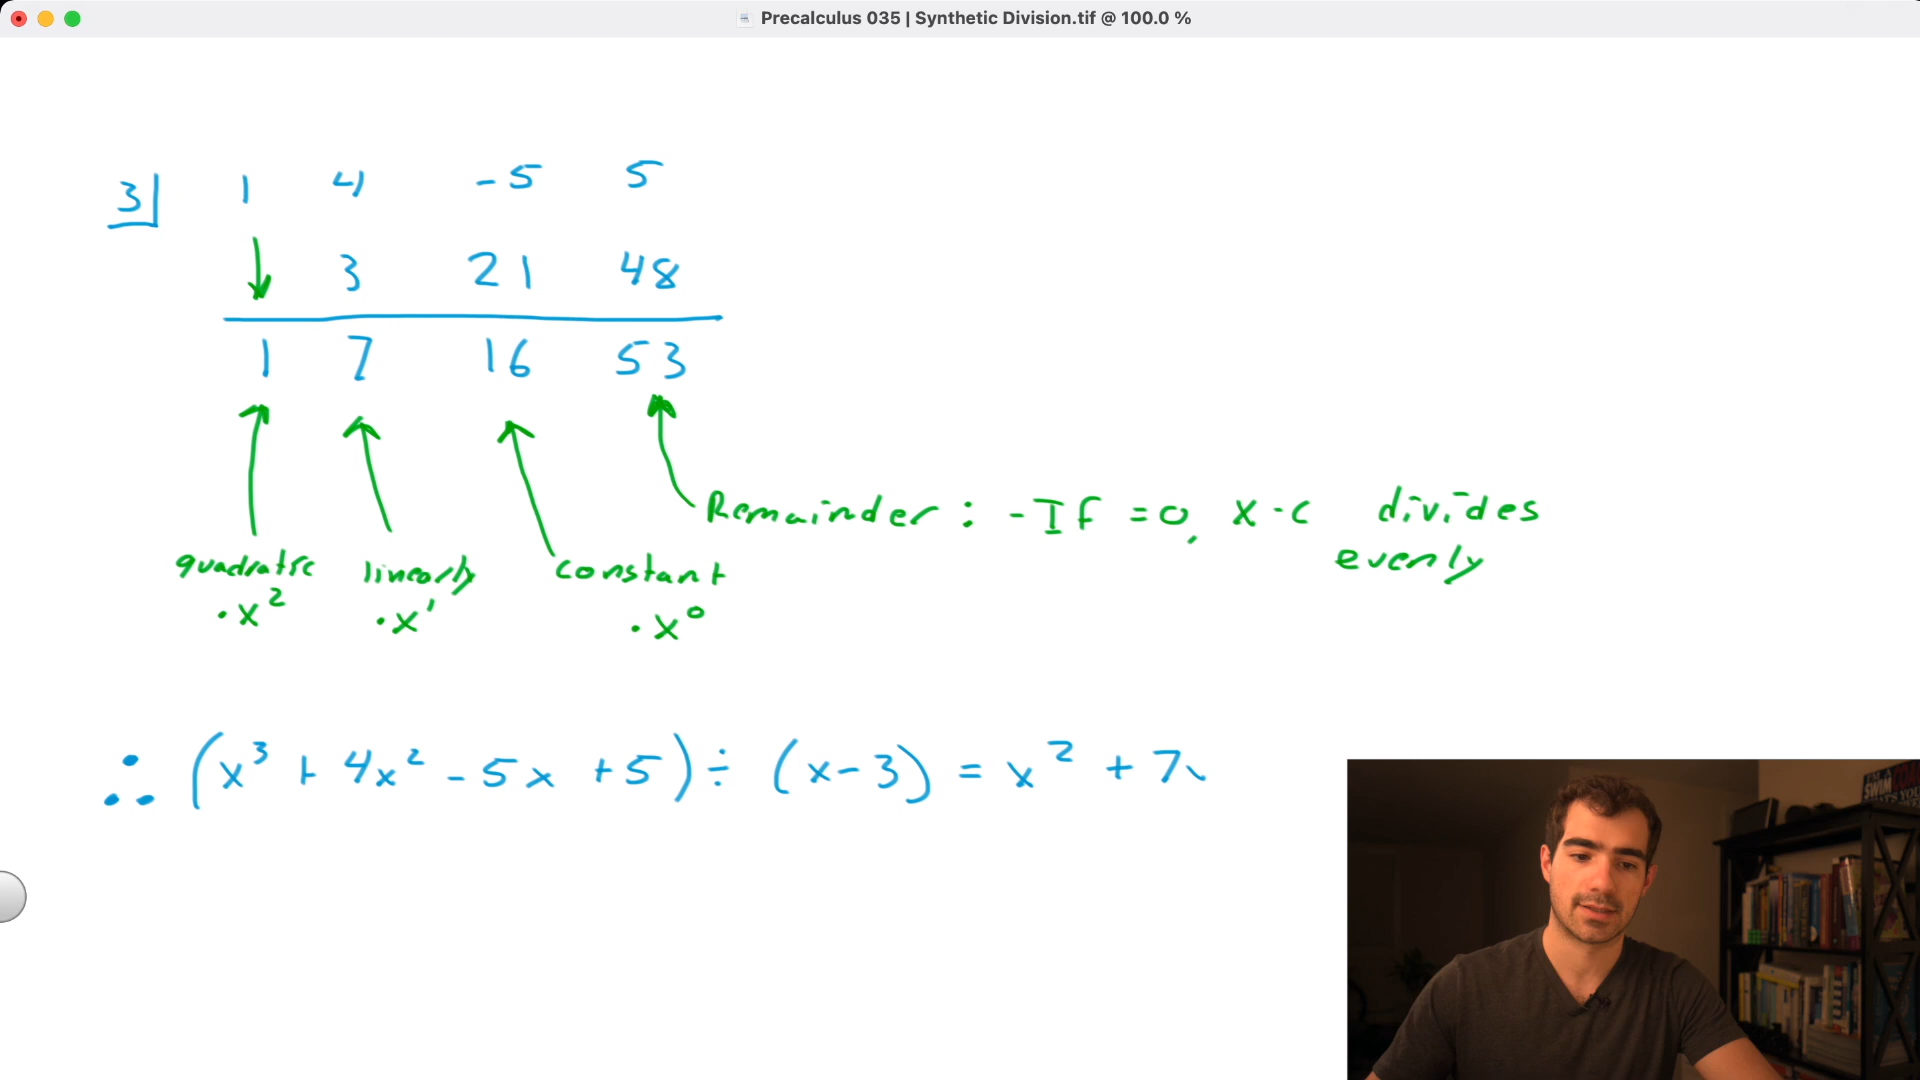 Precalculus 035 | Synthetic Division.tif @ 100.0 %
3| 1 4 -5 5
3 21 48
1 7 16 53
Remainder: - If = 0, x - c divides evenly
quadratic linearly constant
· x² · x¹ · x⁰
∴ (x³ + 4x² - 5x + 5) ÷ (x - 3) = x² + 7
SWIM